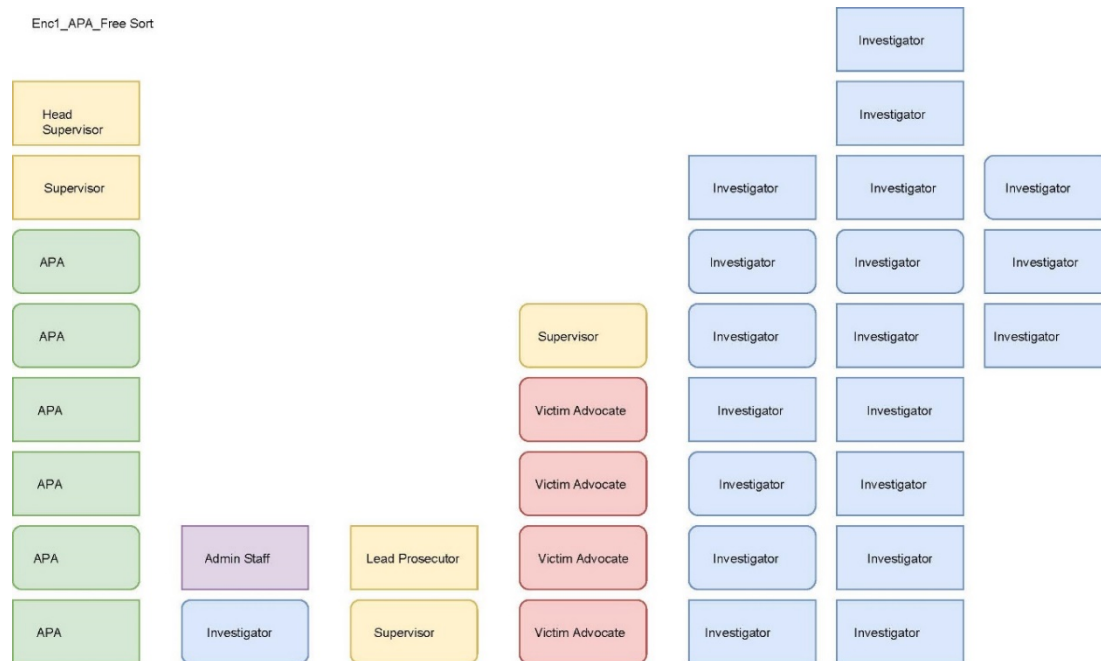 Enc1_APA_Free Sort
Investigator
Head
Supervisor
Investigator
Supervisor
Investigator
Investigator
Investigator
APA
Investigator
Investigator
Investigator
APA
Supervisor
Investigator
Investigator
Investigator
APA
Victim Advocate
Investigator
Investigator
APA
Victim Advocate
Investigator
Investigator
APA
Admin Staff
Lead Prosecutor
Victim Advocate
Investigator
Investigator
APA
Investigator
Supervisor
Victim Advocate
Investigator
Investigator